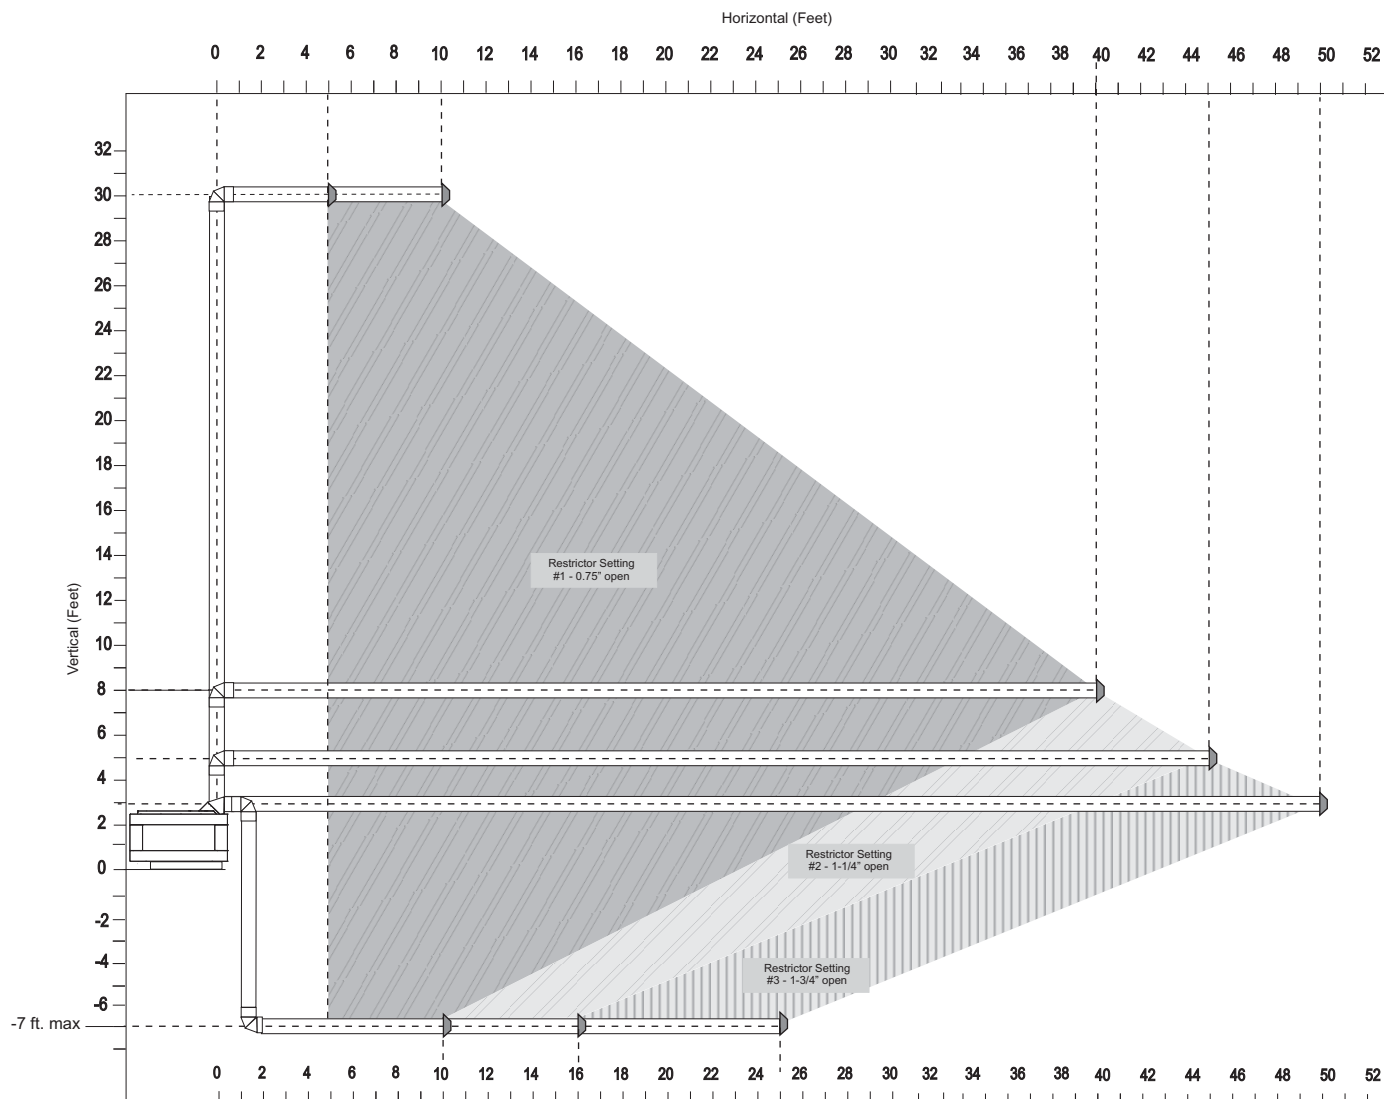 Horizontal (Feet)
0 2 4 6 8 10 12 14 16 18 20 22 24 26 28 30 32 34 36 38 40 42 44 46 48 50 52
32
30
28
26
24
22
20
18
16
14
12
10
8
6
4
2
0
-2
-4
-6
-7 ft. max
Vertical (Feet)
Restrictor Setting
#1 - 0.75” open
Restrictor Setting
#2 - 1-1/4” open
Restrictor Setting
#3 - 1-3/4” open
0 2 4 6 8 10 12 14 16 18 20 22 24 26 28 30 32 34 36 38 40 42 44 46 48 50 52